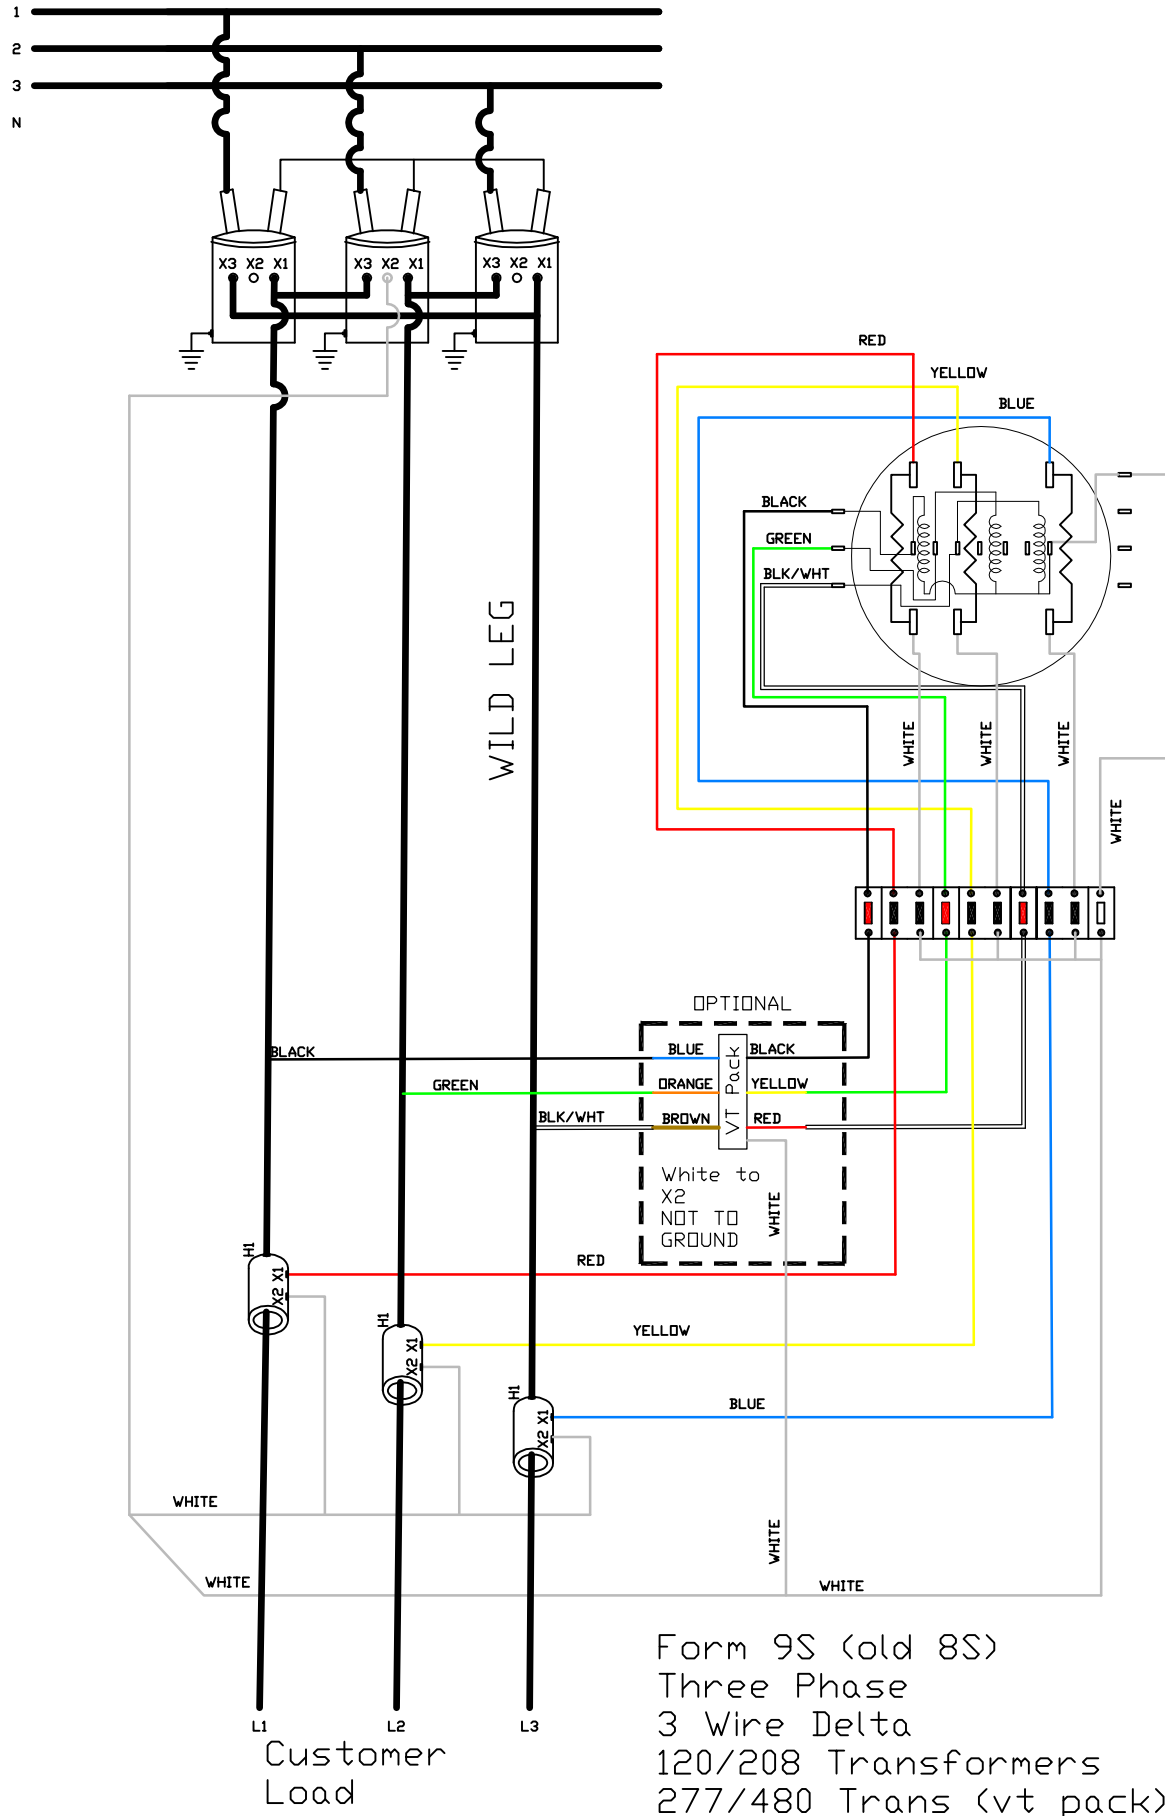 1
2
3
N
X3 X2 X1
X3 X2 X1
X3 X2 X1
RED
YELLOW
BLUE
BLACK
GREEN
BLK/WHT
WILD LEG
WHITE
WHITE
WHITE
WHITE
OPTIONAL
BLACK
BLUE
VT Pack
BLACK
GREEN
ORANGE
YELLOW
BLK/WHT
BROWN
RED
White to
X2
NOT TO
GROUND
WHITE
H1
X2 X1
RED
H1
X2 X1
YELLOW
H1
X2 X1
BLUE
WHITE
WHITE
WHITE
WHITE
L1
L2
L3
Customer
Load
Form 9S (old 8S)
Three Phase
3 Wire Delta
120/208 Transformers
277/480 Trans (vt pack)